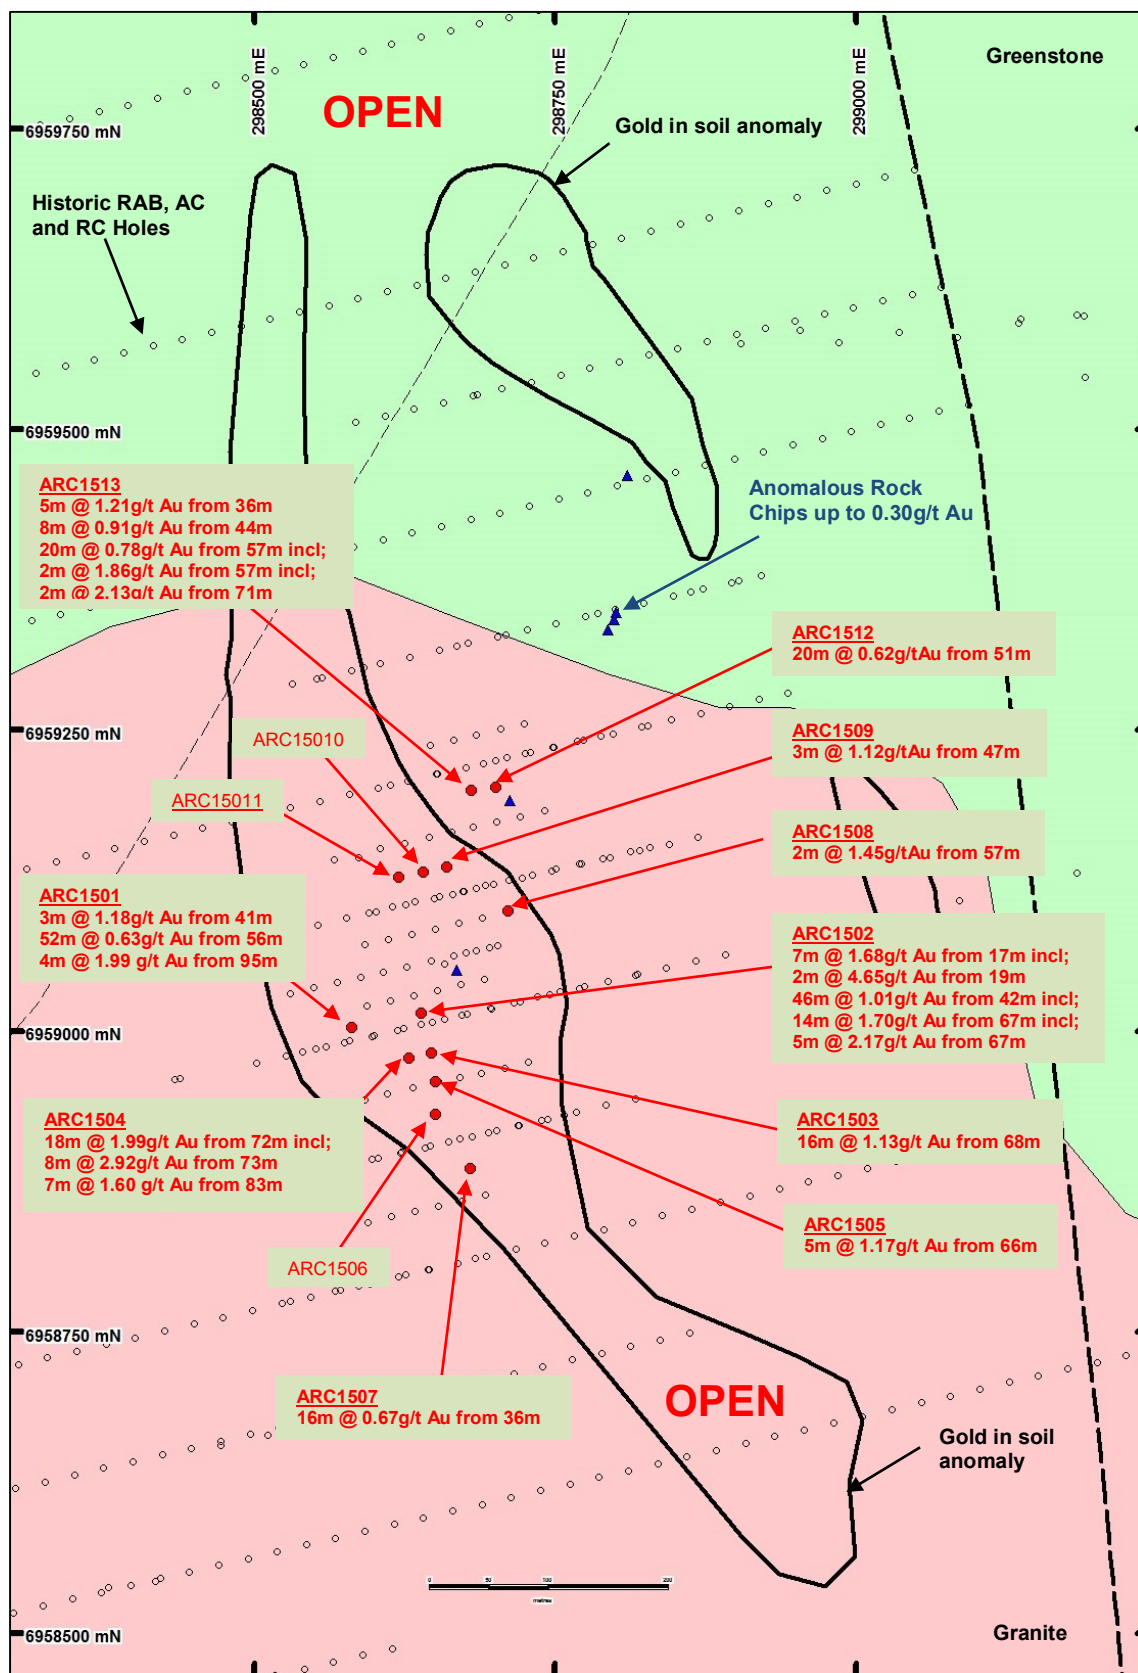 298500 mE
298750 mE
299000 mE
Greenstone
OPEN
6959750 mN
Gold in soil anomaly
Historic RAB, AC
and RC Holes
6959500 mN
ARC1513
5m @ 1.21g/t Au from 36m
8m @ 0.91g/t Au from 44m
20m @ 0.78g/t Au from 57m incl;
2m @ 1.86g/t Au from 57m incl;
2m @ 2.13g/t Au from 71m
Anomalous Rock
Chips up to 0.30g/t Au
ARC1512
20m @ 0.62g/tAu from 51m
6959250 mN
ARC15010
ARC1509
3m @ 1.12g/tAu from 47m
ARC15011
ARC1508
2m @ 1.45g/tAu from 57m
ARC1501
3m @ 1.18g/t Au from 41m
52m @ 0.63g/t Au from 56m
4m @ 1.99 g/t Au from 95m
ARC1502
7m @ 1.68g/t Au from 17m incl;
2m @ 4.65g/t Au from 19m
46m @ 1.01g/t Au from 42m incl;
14m @ 1.70g/t Au from 67m incl;
5m @ 2.17g/t Au from 67m
6959000 mN
ARC1504
18m @ 1.99g/t Au from 72m incl;
8m @ 2.92g/t Au from 73m
7m @ 1.60 g/t Au from 83m
ARC1503
16m @ 1.13g/t Au from 68m
ARC1505
5m @ 1.17g/t Au from 66m
ARC1506
6958750 mN
ARC1507
16m @ 0.67g/t Au from 36m
OPEN
Gold in soil
anomaly
0 50 100 200
metres
6958500 mN
Granite